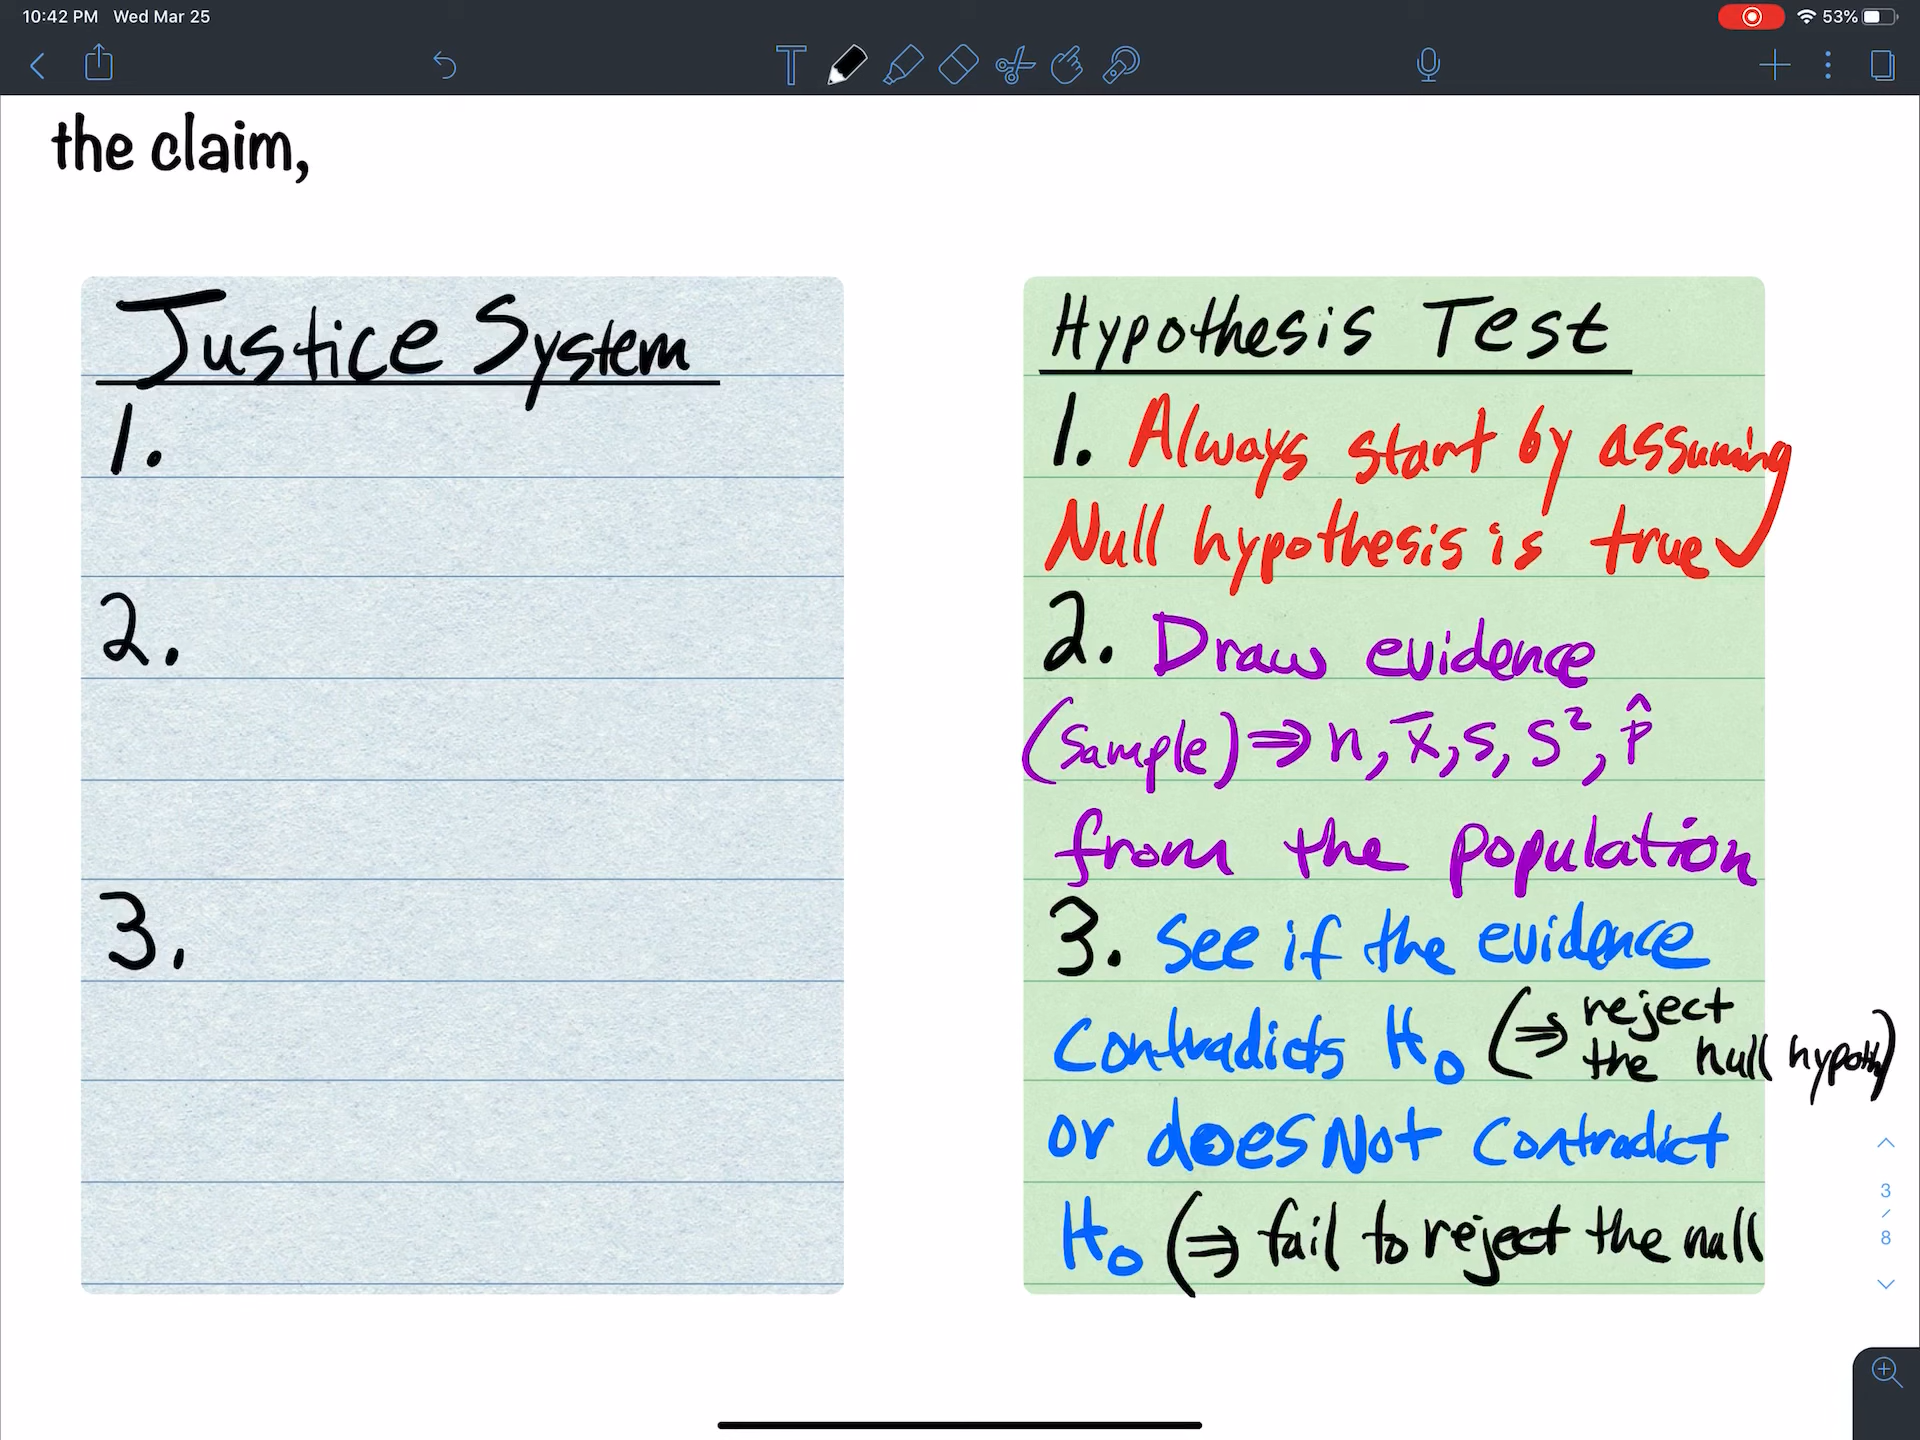 10:42 PM Wed Mar 25
53%
the claim,
Justice System
1.
2.
3.
Hypothesis Test
1. Always start by assuming
Null hypothesis is true
2. Draw evidence
(Sample) ⇒ n, x̄, s, s², p̂
from the population
3. See if the evidence
Contradicts H₀ (⇒ reject
the null hypoth)
or does Not contradict
H₀ (⇒ fail to reject the null
3
/
8